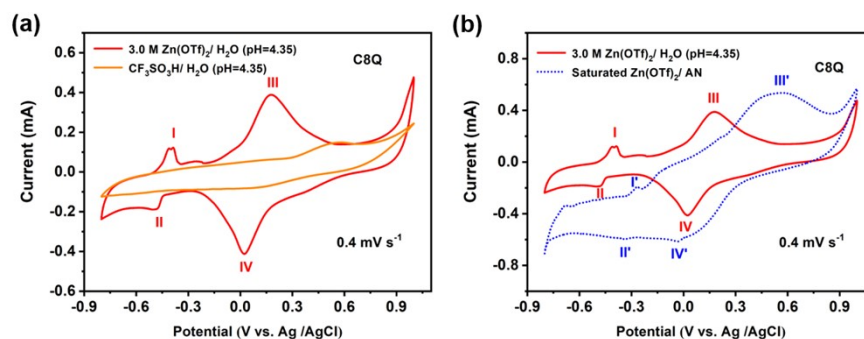 (a)
3.0 M Zn(OTf)₂/ H₂O (pH=4.35)
CF₃SO₃H/ H₂O (pH=4.35)
C8Q
III
I
II
IV
0.4 mV s⁻¹
0.6
0.4
0.2
0.0
-0.2
-0.4
-0.6
Current (mA)
-0.9 -0.6 -0.3 0.0 0.3 0.6 0.9
Potential (V vs. Ag /AgCl)
(b)
3.0 M Zn(OTf)₂/ H₂O (pH=4.35)
Saturated Zn(OTf)₂/ AN
C8Q
III'
III
I
II
I'
IV
II'
IV'
0.4 mV s⁻¹
0.8
0.4
0.0
-0.4
-0.8
Current (mA)
-0.9 -0.6 -0.3 0.0 0.3 0.6 0.9
Potential (V vs. Ag /AgCl)